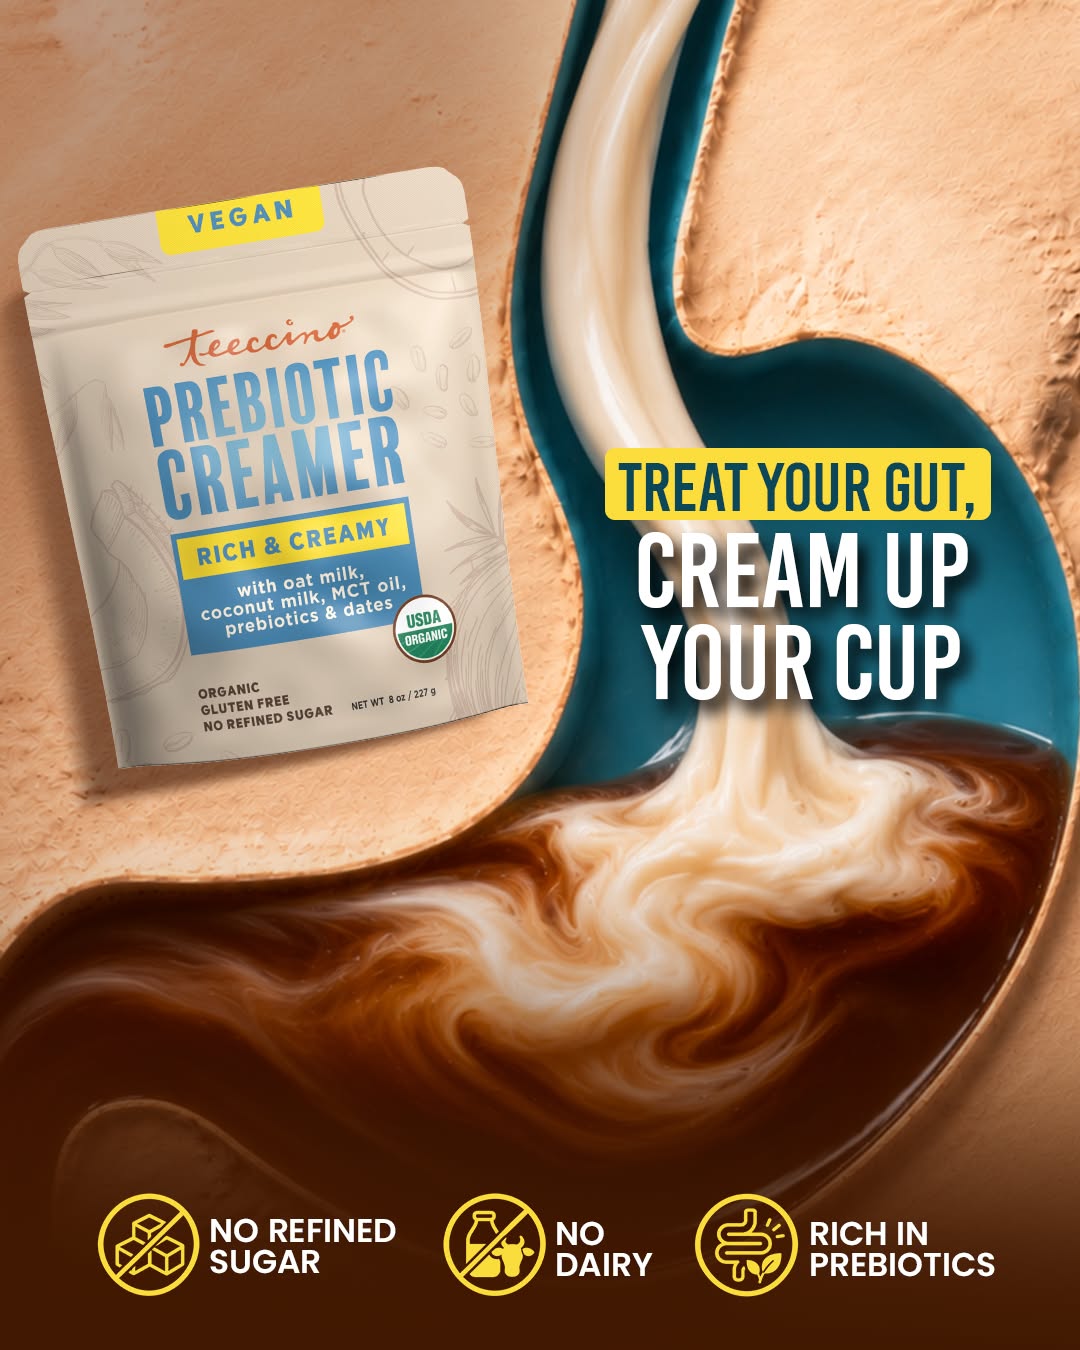 VEGAN
teeccino
PREBIOTIC
CREAMER
RICH & CREAMY
with oat milk,
coconut milk, MCT oil,
prebiotics & dates
USDA
ORGANIC
ORGANIC
GLUTEN FREE
NO REFINED SUGAR
NET WT 8 oz / 227 g
TREAT YOUR GUT,
CREAM UP
YOUR CUP
NO REFINED
SUGAR
NO
DAIRY
RICH IN
PREBIOTICS